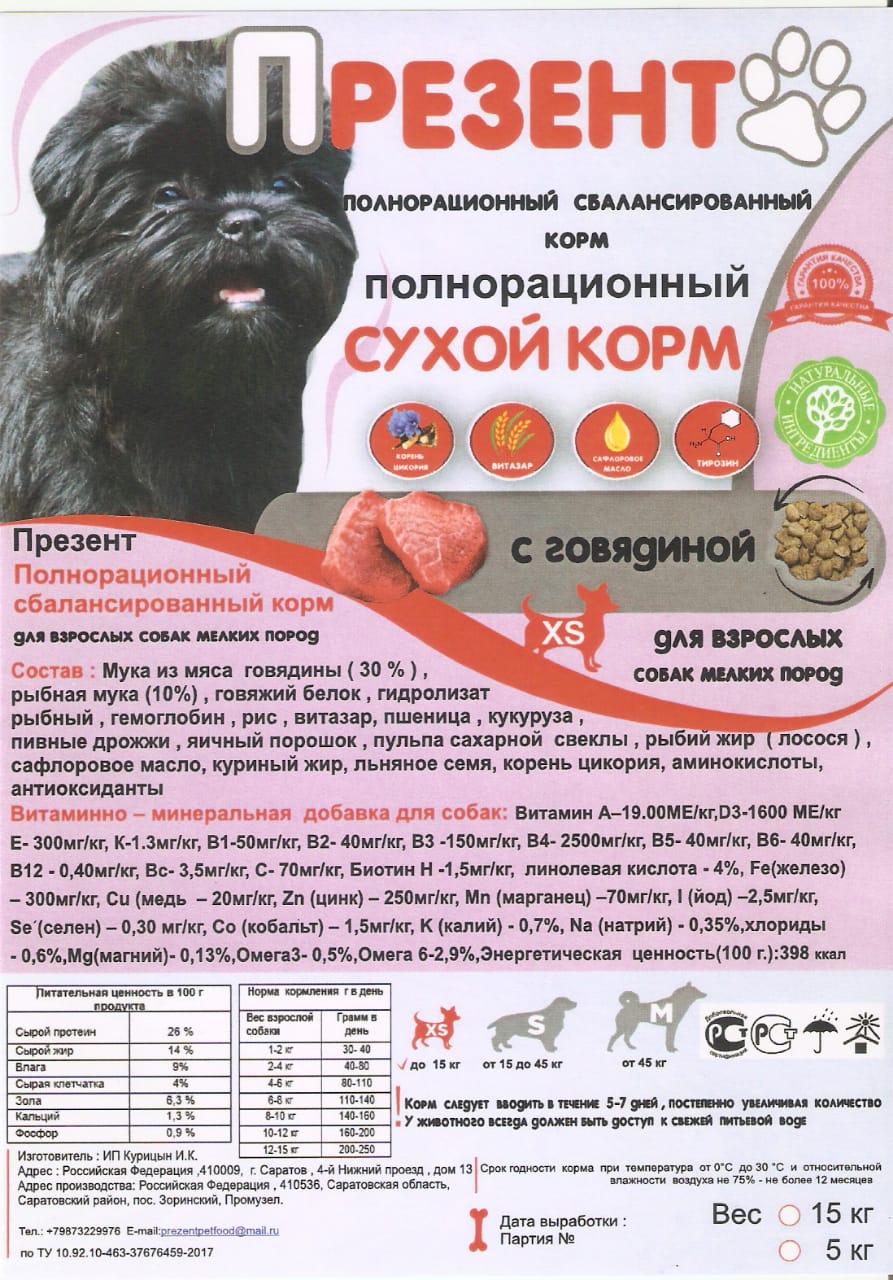 ПРЕЗЕНТ
ПОЛНОРАЦИОННЫЙ СБАЛАНСИРОВАННЫЙ
КОРМ
ПОЛНОРАЦИОННЫЙ
СУХОЙ КОРМ
ГАРАНТИЯ КАЧЕСТВА
100%
ГАРАНТИЯ КАЧЕСТВА
НАТУРАЛЬНЫЕ
ИНГРЕДИЕНТЫ
КОРЕНЬ
ЦИКОРИЯ
ВИТАЗАР
САФЛОРОВОЕ
МАСЛО
ТИРОЗИН
С ГОВЯДИНОЙ
Презент
Полнорационный
сбалансированный корм
ДЛЯ ВЗРОСЛЫХ СОБАК МЕЛКИХ ПОРОД
XS
ДЛЯ ВЗРОСЛЫХ
СОБАК МЕЛКИХ ПОРОД
Состав : Мука из мяса говядины ( 30 % ) ,
рыбная мука (10%) , говяжий белок , гидролизат
рыбный , гемоглобин , рис , витазар, пшеница , кукуруза ,
пивные дрожжи , яичный порошок , пульпа сахарной свеклы , рыбий жир ( лосося ) ,
сафлоровое масло, куриный жир, льняное семя, корень цикория, аминокислоты,
антиоксиданты
Витаминно – минеральная добавка для собак: Витамин А–19.00МЕ/кг,D3-1600 МЕ/кг
Е- 300мг/кг, К-1.3мг/кг, В1-50мг/кг, В2- 40мг/кг, В3 -150мг/кг, В4- 2500мг/кг, В5- 40мг/кг, В6- 40мг/кг,
В12 - 0,40мг/кг, Вс- 3,5мг/кг, С- 70мг/кг, Биотин Н -1,5мг/кг, линолевая кислота - 4%, Fe(железо)
– 300мг/кг, Cu (медь – 20мг/кг, Zn (цинк) – 250мг/кг, Mn (марганец) –70мг/кг, I (йод) –2,5мг/кг,
Se (селен) – 0,30 мг/кг, Co (кобальт) – 1,5мг/кг, K (калий) - 0,7%, Na (натрий) - 0,35%,хлориды
- 0,6%,Mg(магний)- 0,13%,Омега3- 0,5%,Омега 6-2,9%,Энергетическая ценность(100 г.):398 ккал
Питательная ценность в 100 г
продукта
Сырой протеин 26 %
Сырой жир 14 %
Влага 9%
Сырая клетчатка 4%
Зола 6,3 %
Кальций 1,3 %
Фосфор 0,9 %
Норма кормления г в день
Вес взрослой собаки Грамм в день
1-2 кг 30- 40
2-4 кг 40-80
4-6 кг 80-110
6-8 кг 110-140
8-10 кг 140-160
10-12 кг 160-200
12-15 кг 200-250
XS
до 15 кг
S
от 15 до 45 кг
M
от 45 кг
Добровольная
сертификация
! Корм следует вводить в течение 5-7 дней , постепенно увеличивая количество
! У животного всегда должен быть доступ к свежей питьевой воде
Изготовитель : ИП Курицын И.К.
Адрес : Российская Федерация ,410009, г. Саратов , 4-й Нижний проезд , дом 13
Адрес производства: Российская Федерация , 410536, Саратовская область,
Саратовский район, пос. Зоринский, Промузел.
Тел.: +79873229976 E-mail:prezentpetfood@mail.ru
по ТУ 10.92.10-463-37676459-2017
Срок годности корма при температура от 0°С до 30 °С и относительной
влажности воздуха не 75% - не более 12 месяцев
Дата выработки :
Партия №
Вес 15 кг
5 кг